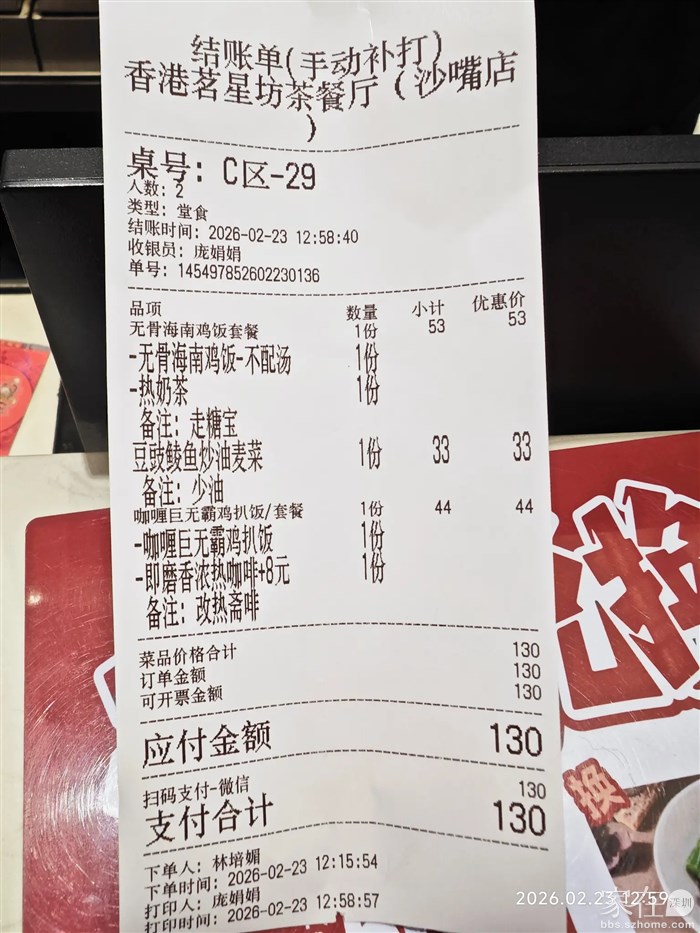 结账单(手动补打)
香港茗星坊茶餐厅（沙嘴店
）
桌号: C区-29
人数: 2
类型: 堂食
结账时间: 2026-02-23 12:58:40
收银员: 庞娟娟
单号: 145497852602230136
品项 数量 小计 优惠价
无骨海南鸡饭套餐 1份 53 53
-无骨海南鸡饭-不配汤 1份
-热奶茶 1份
备注: 走糖宝
豆豉鲮鱼炒油麦菜 1份 33 33
备注: 少油
咖喱巨无霸鸡扒饭/套餐 1份 44 44
-咖喱巨无霸鸡扒饭 1份
-即磨香浓热咖啡+8元 1份
备注: 改热斋啡
菜品价格合计 130
订单金额 130
可开票金额 130
应付金额 130
扫码支付-微信 130
支付合计 130
下单人: 林培媚
下单时间: 2026-02-23 12:15:54
打印人: 庞娟娟
打印时间: 2026-02-23 12:58:57
换
2026.02.23 12:59
家在 深圳
bbs.szhome.com